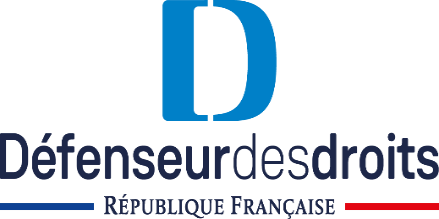 D
Défenseurdesdroits
RÉPUBLIQUE FRANÇAISE